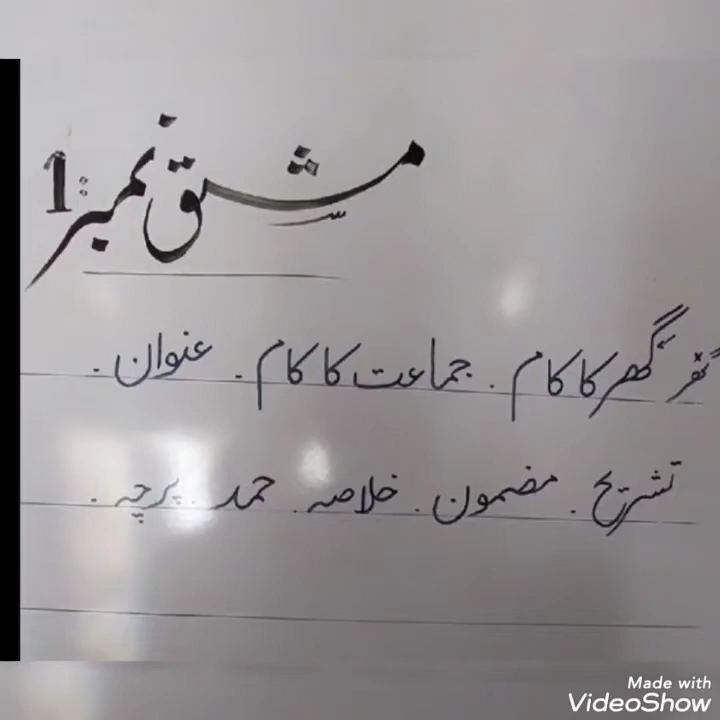 مشق نمبر :1
گھر کا کام . جماعت کا کام . عنوان .
تشریح . مضمون . خلاصہ . حمد . پرچہ .
Made with
VideoShow